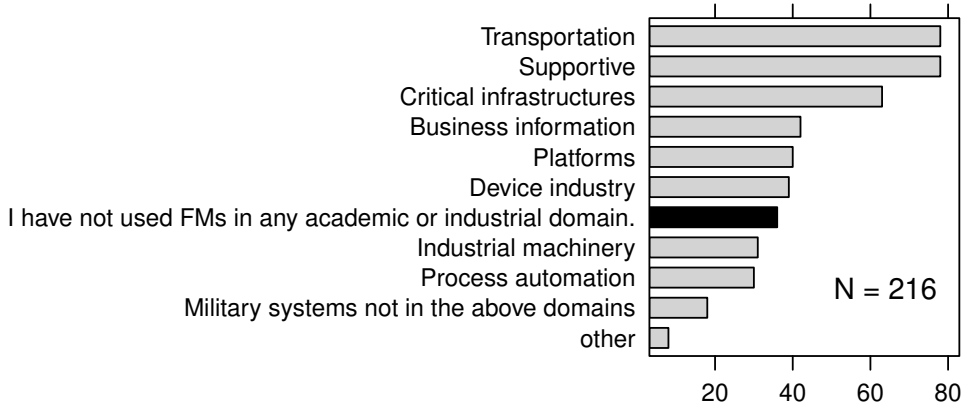 Transportation
Supportive
Critical infrastructures
Business information
Platforms
Device industry
I have not used FMs in any academic or industrial domain.
Industrial machinery
Process automation
Military systems not in the above domains
other
N = 216
20 40 60 80